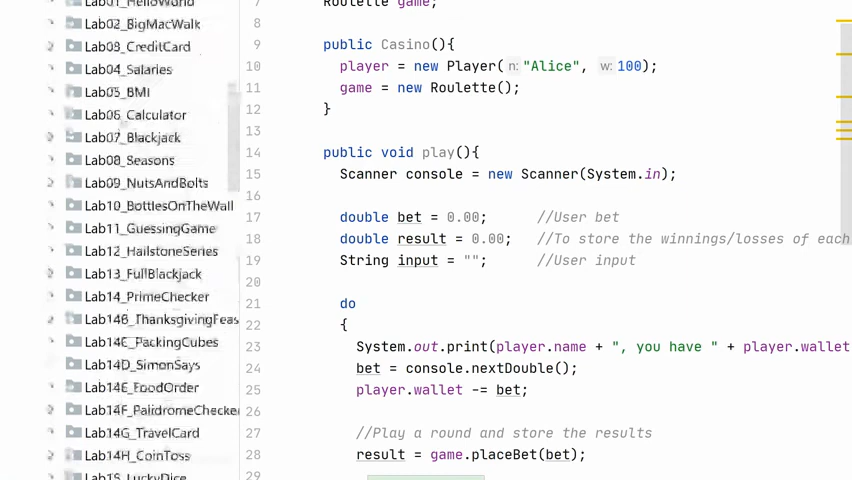 Lab01_HelloWorld
Lab02_BigMacWalk
Lab03_CreditCard
Lab04_Salaries
Lab05_BMI
Lab06_Calculator
Lab07_Blackjack
Lab08_Seasons
Lab09_NutsAndBolts
Lab10_BottlesOnTheWall
Lab11_GuessingGame
Lab12_HailstoneSeries
Lab13_FullBlackjack
Lab14_PrimeChecker
Lab14B_ThanksgivingFeas
Lab14C_PackingCubes
Lab14D_SimonSays
Lab14E_FoodOrder
Lab14F_PalidromeChecke
Lab14G_TravelCard
Lab14H_CoinToss
Lab15_LuckyDice
7 Roulette game;
8
9 public Casino(){
10 player = new Player( n: "Alice", w: 100);
11 game = new Roulette();
12 }
13
14 public void play(){
15 Scanner console = new Scanner(System.in);
16
17 double bet = 0.00; //User bet
18 double result = 0.00; //To store the winnings/losses of each
19 String input = ""; //User input
20
21 do
22 {
23 System.out.print(player.name + ", you have " + player.wallet
24 bet = console.nextDouble();
25 player.wallet -= bet;
26
27 //Play a round and store the results
28 result = game.placeBet(bet);
29